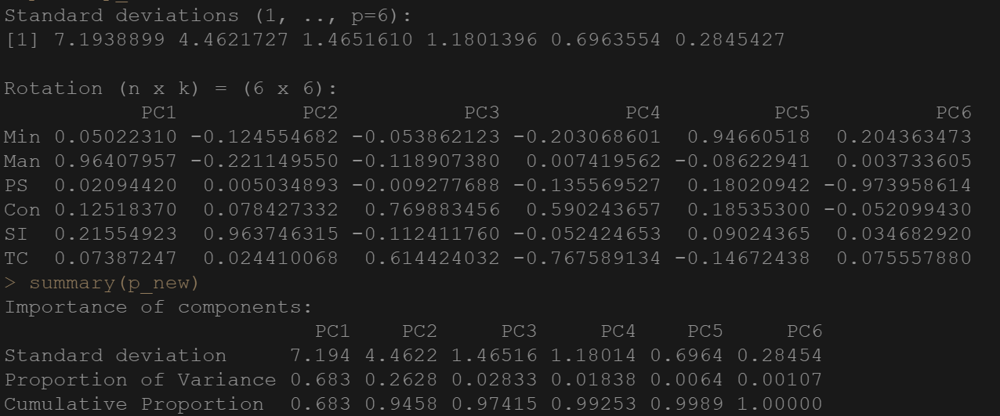 Standard deviations (1, .., p=6):
[1] 7.1938899 4.4621727 1.4651610 1.1801396 0.6963554 0.2845427
Rotation (n x k) = (6 x 6):
PC1 PC2 PC3 PC4 PC5 PC6
Min 0.05022310 -0.124554682 -0.053862123 -0.203068601 0.94660518 0.204363473
Man 0.96407957 -0.221149550 -0.118907380 0.007419562 -0.08622941 0.003733605
PS 0.02094420 0.005034893 -0.009277688 -0.135569527 0.18020942 -0.973958614
Con 0.12518370 0.078427332 0.769883456 0.590243657 0.18535300 -0.052099430
SI 0.21554923 0.963746315 -0.112411760 -0.052424653 0.09024365 0.034682920
TC 0.07387247 0.024410068 0.614424032 -0.767589134 -0.14672438 0.075557880
> summary(p_new)
Importance of components:
PC1 PC2 PC3 PC4 PC5 PC6
Standard deviation 7.194 4.4622 1.46516 1.18014 0.6964 0.28454
Proportion of Variance 0.683 0.2628 0.02833 0.01838 0.0064 0.00107
Cumulative Proportion 0.683 0.9458 0.97415 0.99253 0.9989 1.00000